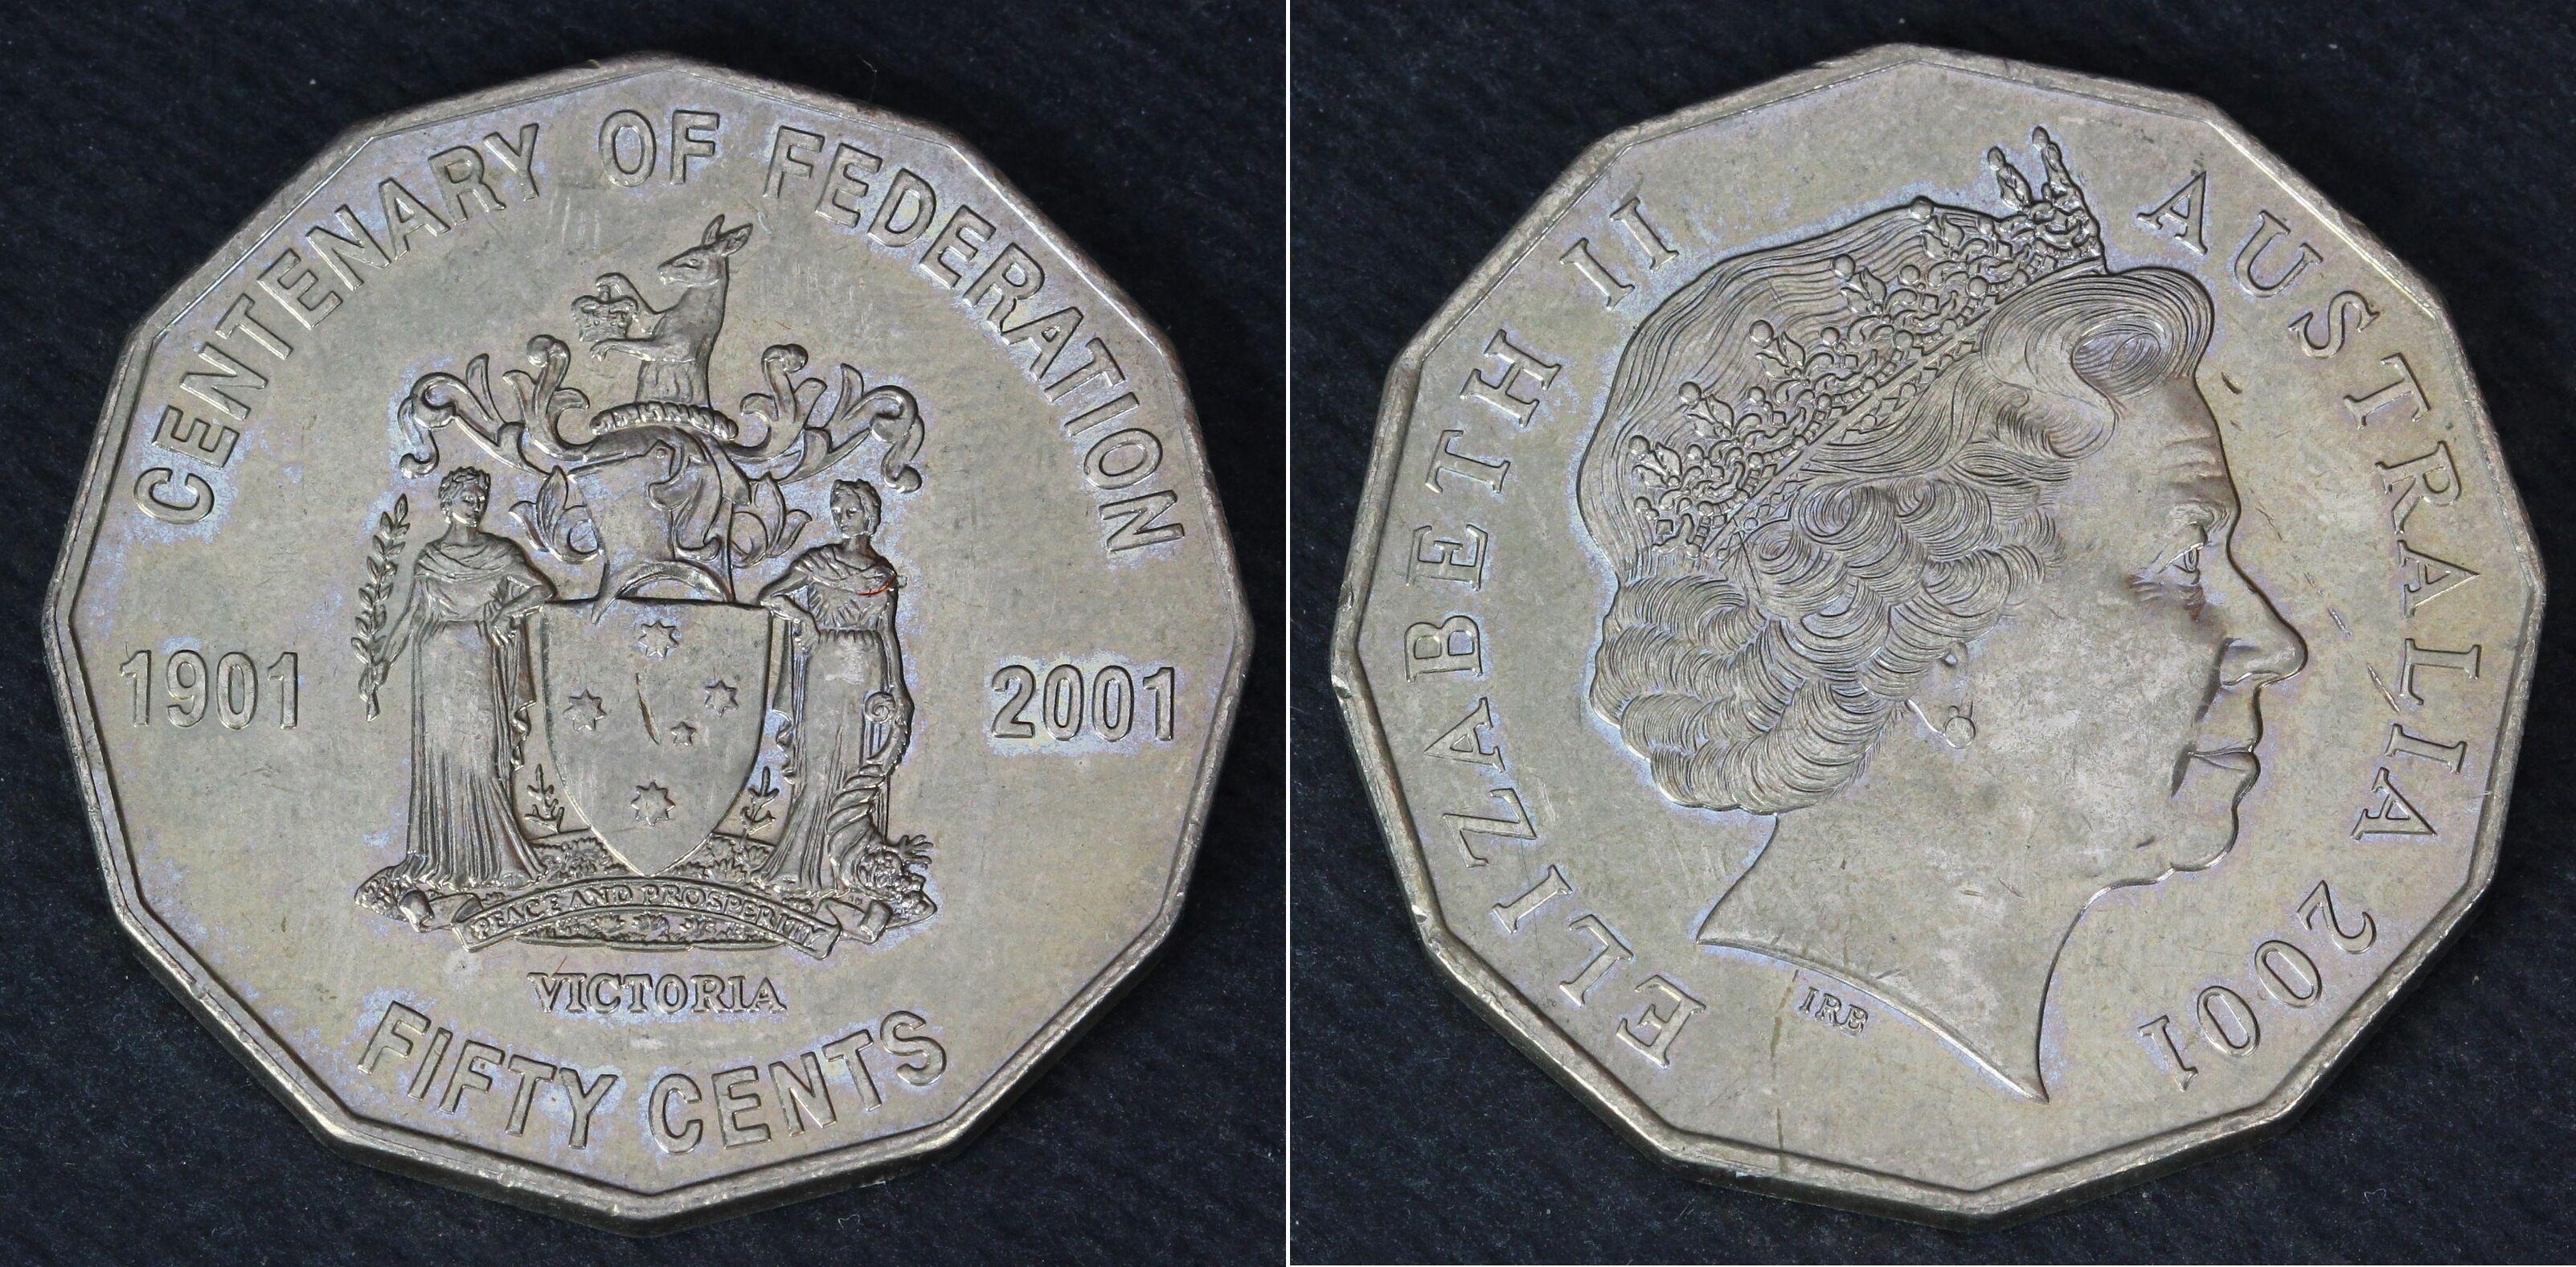 CENTENARY OF FEDERATION
1901
2001
PEACE AND PROSPERITY
VICTORIA
FIFTY CENTS
ELIZABETH II
AUSTRALIA 2001
IRB